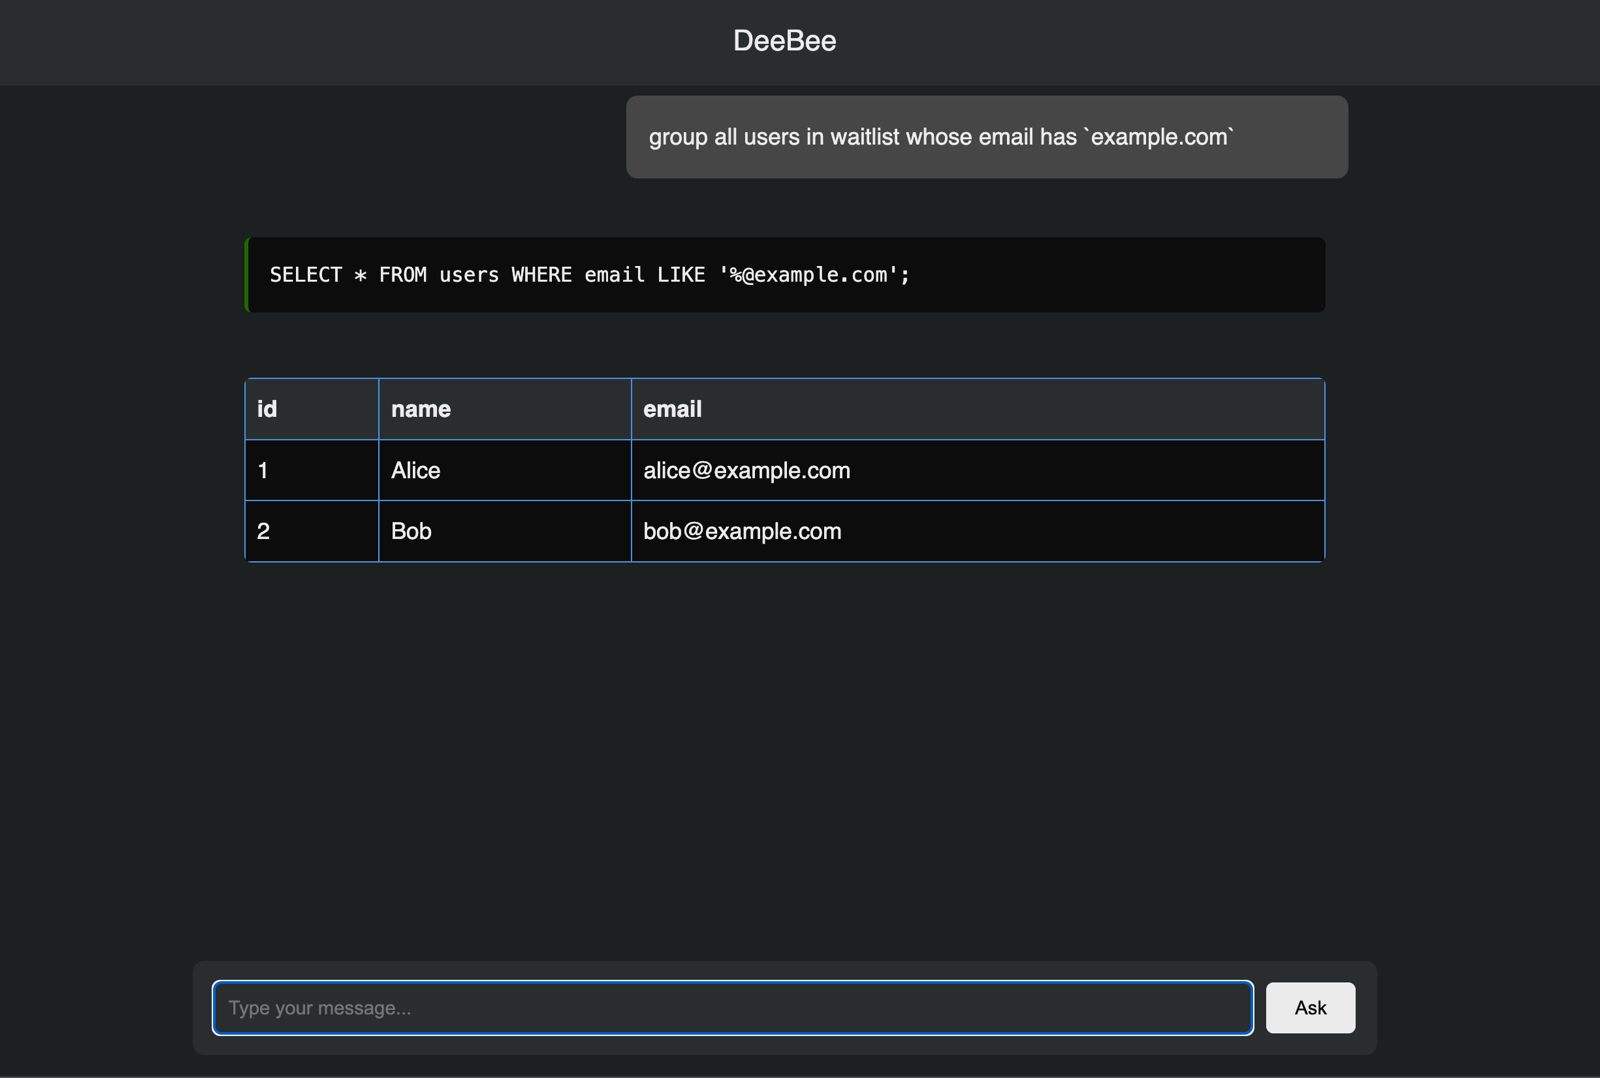 DeeBee
group all users in waitlist whose email has `example.com`
SELECT * FROM users WHERE email LIKE '%@example.com';
id name email
1 Alice alice@example.com
2 Bob bob@example.com
Type your message... Ask